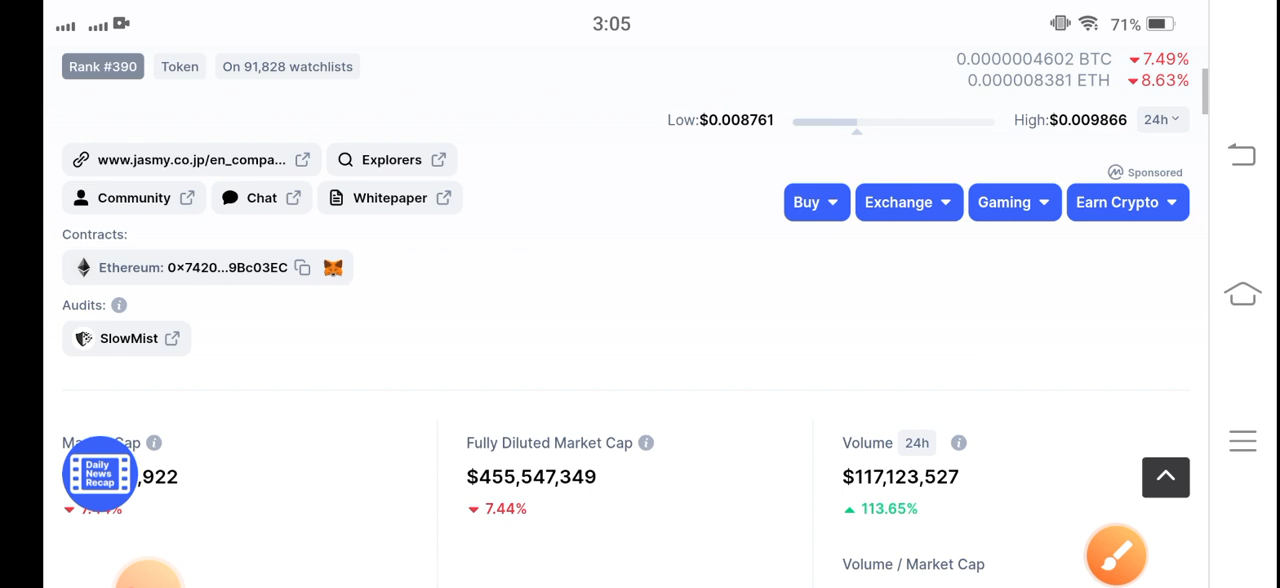 3:05
71%
Rank #390 Token On 91,828 watchlists
0.0000004602 BTC 7.49%
0.000008381 ETH 8.63%
Low:$0.008761 High:$0.009866 24h
www.jasmy.co.jp/en_compa... Explorers
Sponsored
Community Chat Whitepaper
Buy Exchange Gaming Earn Crypto
Contracts:
Ethereum: 0×7420...9Bc03EC
Audits:
SlowMist
Cap Fully Diluted Market Cap Volume 24h
Daily
News
Recap
,922 $455,547,349 $117,123,527
7.44% 113.65%
Volume / Market Cap